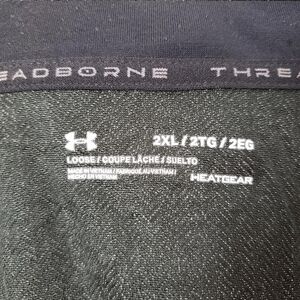 EADBORNE THREA
2XL / 2TG / 2EG
LOOSE / COUPE LÂCHE / SUELTO
MADE IN VIETNAM / FABRIQUÉ AU VIETNAM /
HECHO EN VIETNAM
HEATGEAR